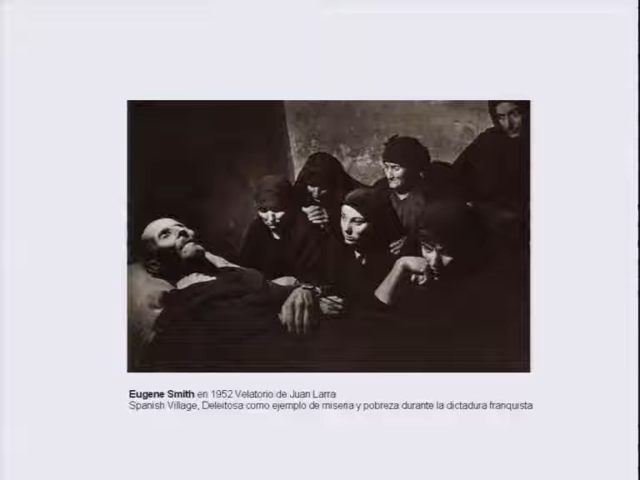 Eugene Smith en 1952 Velatorio de Juan Larra
Spanish Village, Deleitosa como ejemplo de miseria y pobreza durante la dictadura franquista